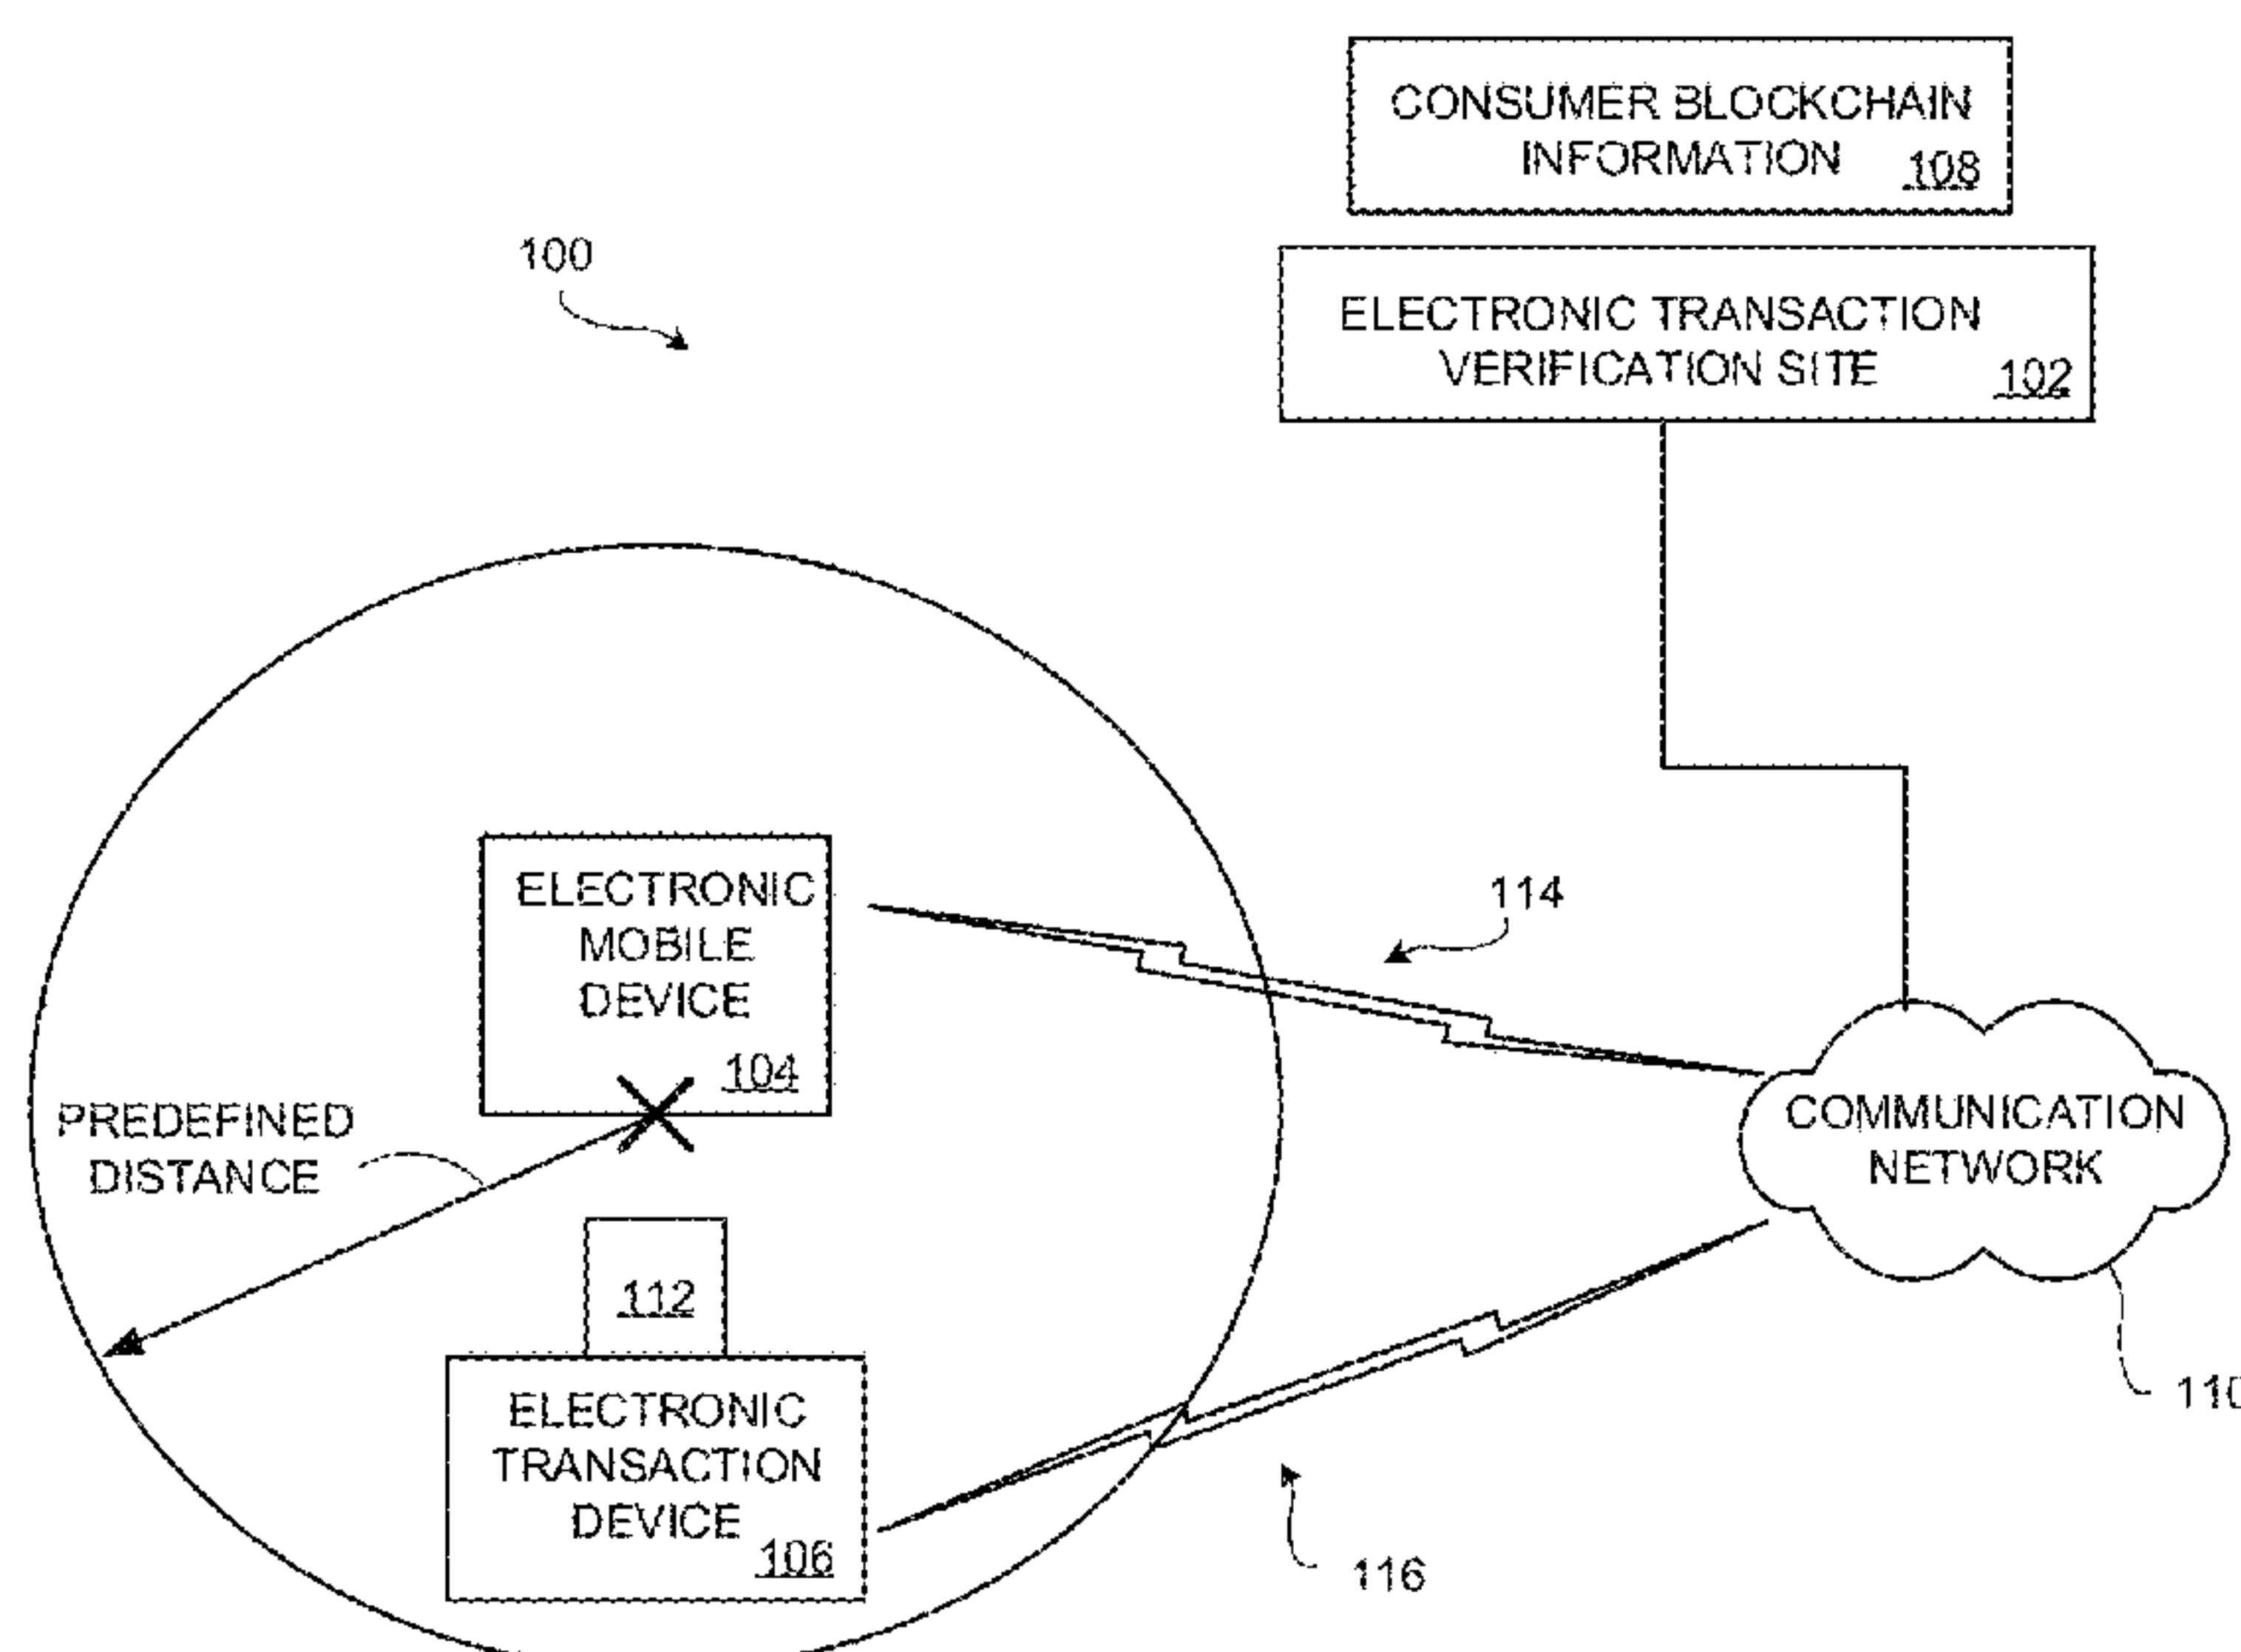 CONSUMER BLOCKCHAIN
INFORMATION 108
100
ELECTRONIC TRANSACTION
VERIFICATION SITE 102
ELECTRONIC
MOBILE
DEVICE
104
114
PREDEFINED
DISTANCE
COMMUNICATION
NETWORK
112
110
ELECTRONIC
TRANSACTION
DEVICE
106
116